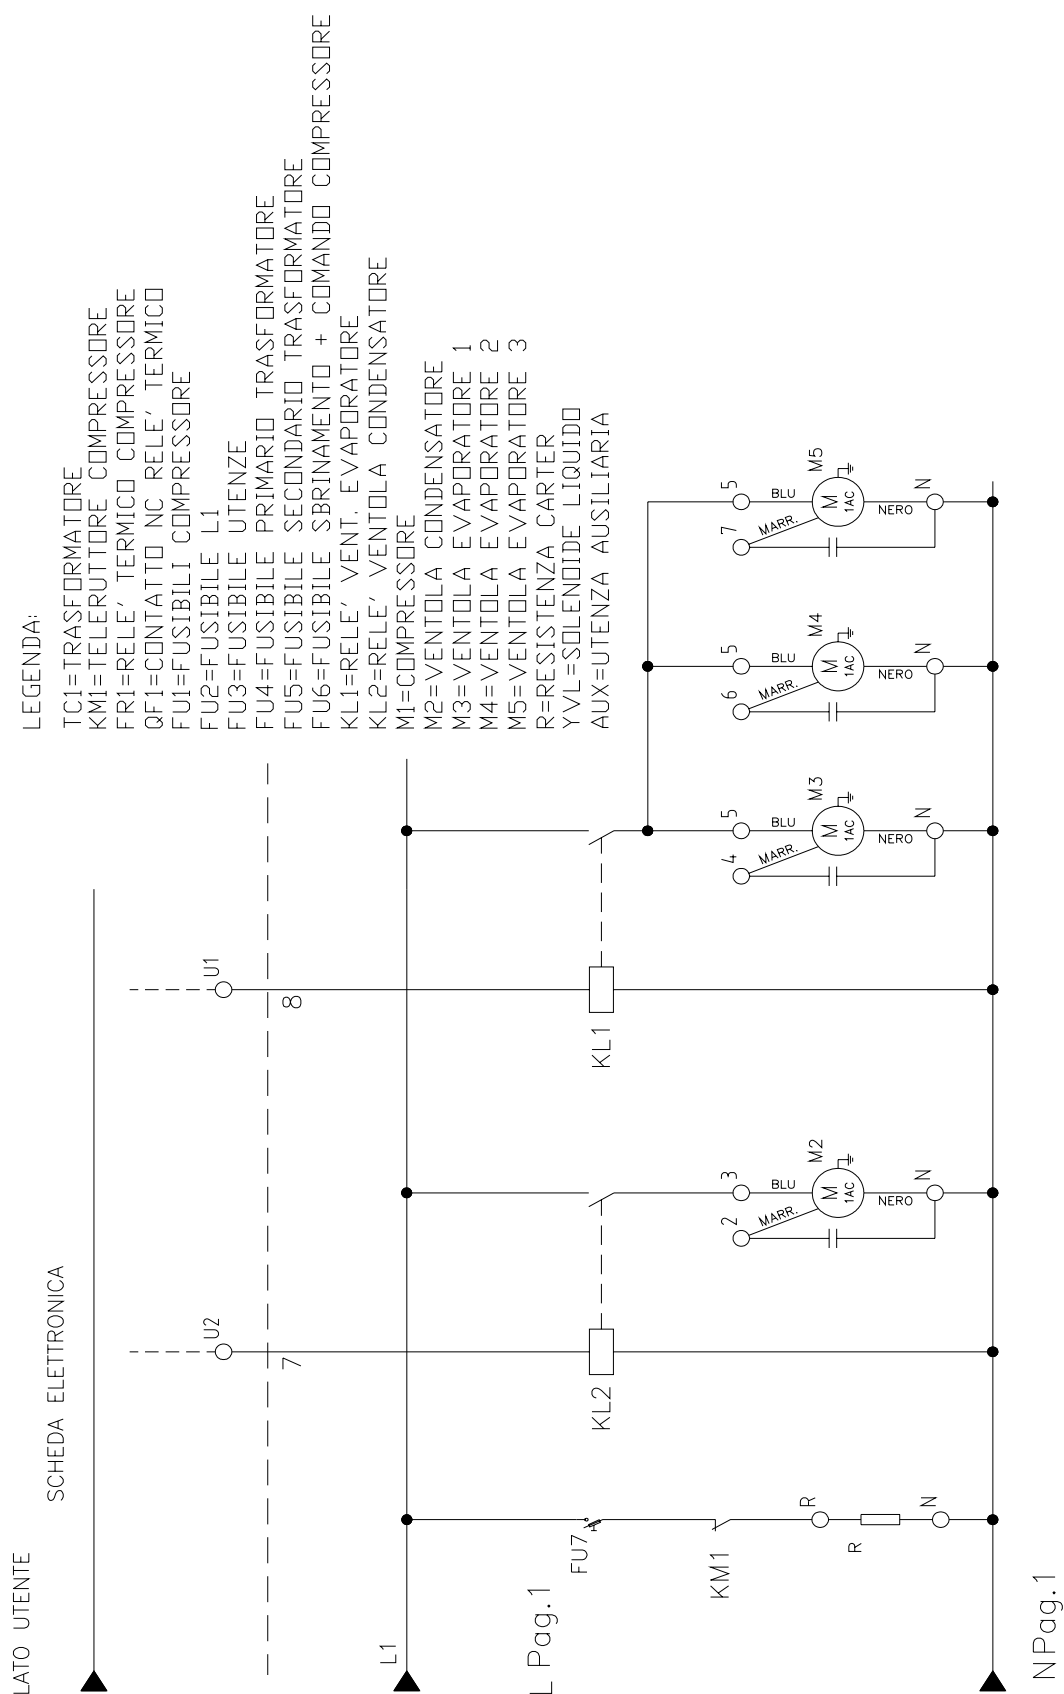 LATO UTENTE
SCHEDA ELETTRONICA
LEGENDA:
TC1=TRASFORMATORE
KM1=TELERUTTORE COMPRESSORE
FR1=RELE' TERMICO COMPRESSORE
QF1=CONTATTO NC RELE' TERMICO
FU1=FUSIBILI COMPRESSORE
FU2=FUSIBILE L1
FU3=FUSIBILE UTENZE
FU4=FUSIBILE PRIMARIO TRASFORMATORE
FU5=FUSIBILE SECONDARIO TRASFORMATORE
FU6=FUSIBILE SBRINAMENTO + COMANDO COMPRESSORE
KL1=RELE' VENT. EVAPORATORE
KL2=RELE' VENTOLA CONDENSATORE
M1=COMPRESSORE
M2=VENTOLA CONDENSATORE
M3=VENTOLA EVAPORATORE 1
M4=VENTOLA EVAPORATORE 2
M5=VENTOLA EVAPORATORE 3
R=RESISTENZA CARTER
YVL=SOLENOIDE LIQUIDO
AUX=UTENZA AUSILIARIA
U2
U1
7
8
L1
L Pag.1
FU7
KL2
KL1
KM1
R
R
N
2
3
MARR.
BLU
M
1AC
M2
NERO
N
4
5
MARR.
BLU
M
1AC
M3
NERO
N
6
5
MARR.
BLU
M
1AC
M4
NERO
N
7
5
MARR.
BLU
M
1AC
M5
NERO
N
N Pag.1